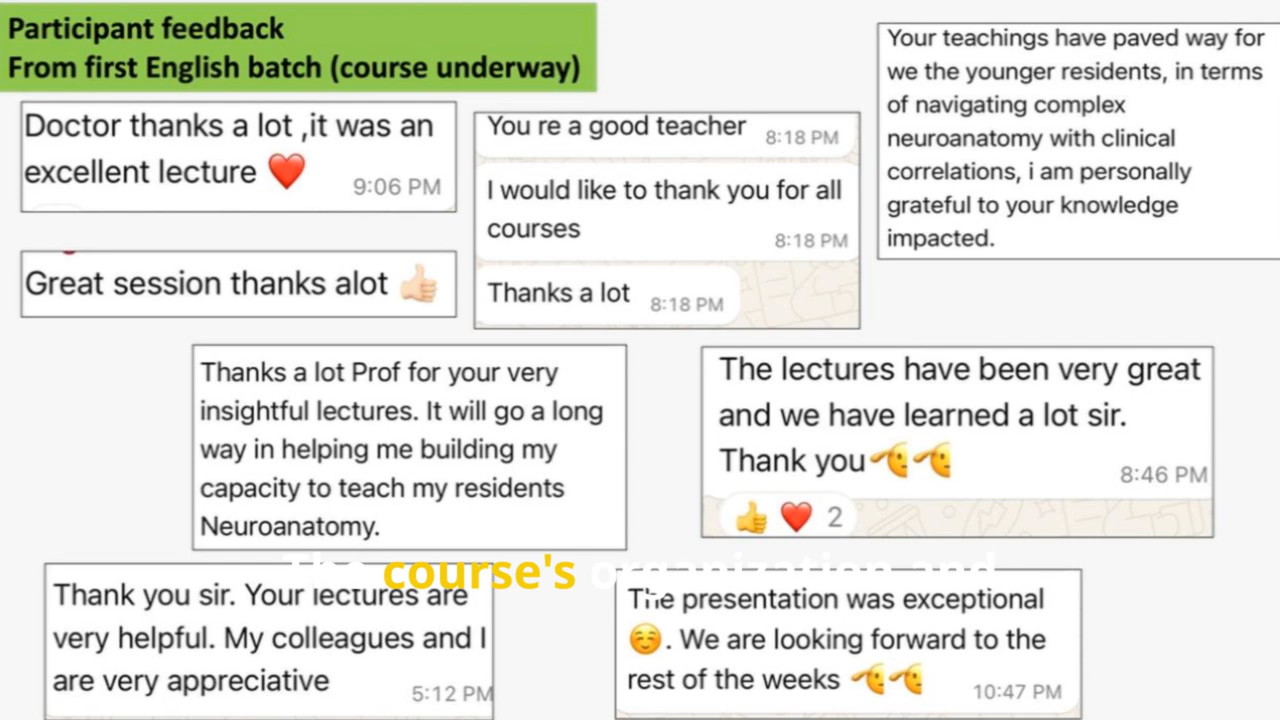 Participant feedback
From first English batch (course underway)
Doctor thanks a lot ,it was an
excellent lecture ❤️
9:06 PM
Great session thanks alot 👍🏻
You re a good teacher
8:18 PM
I would like to thank you for all
courses
8:18 PM
Thanks a lot
8:18 PM
Your teachings have paved way for
we the younger residents, in terms
of navigating complex
neuroanatomy with clinical
correlations, i am personally
grateful to your knowledge
impacted.
Thanks a lot Prof for your very
insightful lectures. It will go a long
way in helping me building my
capacity to teach my residents
Neuroanatomy.
The lectures have been very great
and we have learned a lot sir.
Thank you🫡🫡
8:46 PM
👍 ❤️ 2
The course's organization and
Thank you sir. Your lectures are
very helpful. My colleagues and I
are very appreciative
5:12 PM
The presentation was exceptional
☺️. We are looking forward to the
rest of the weeks 🫡🫡
10:47 PM